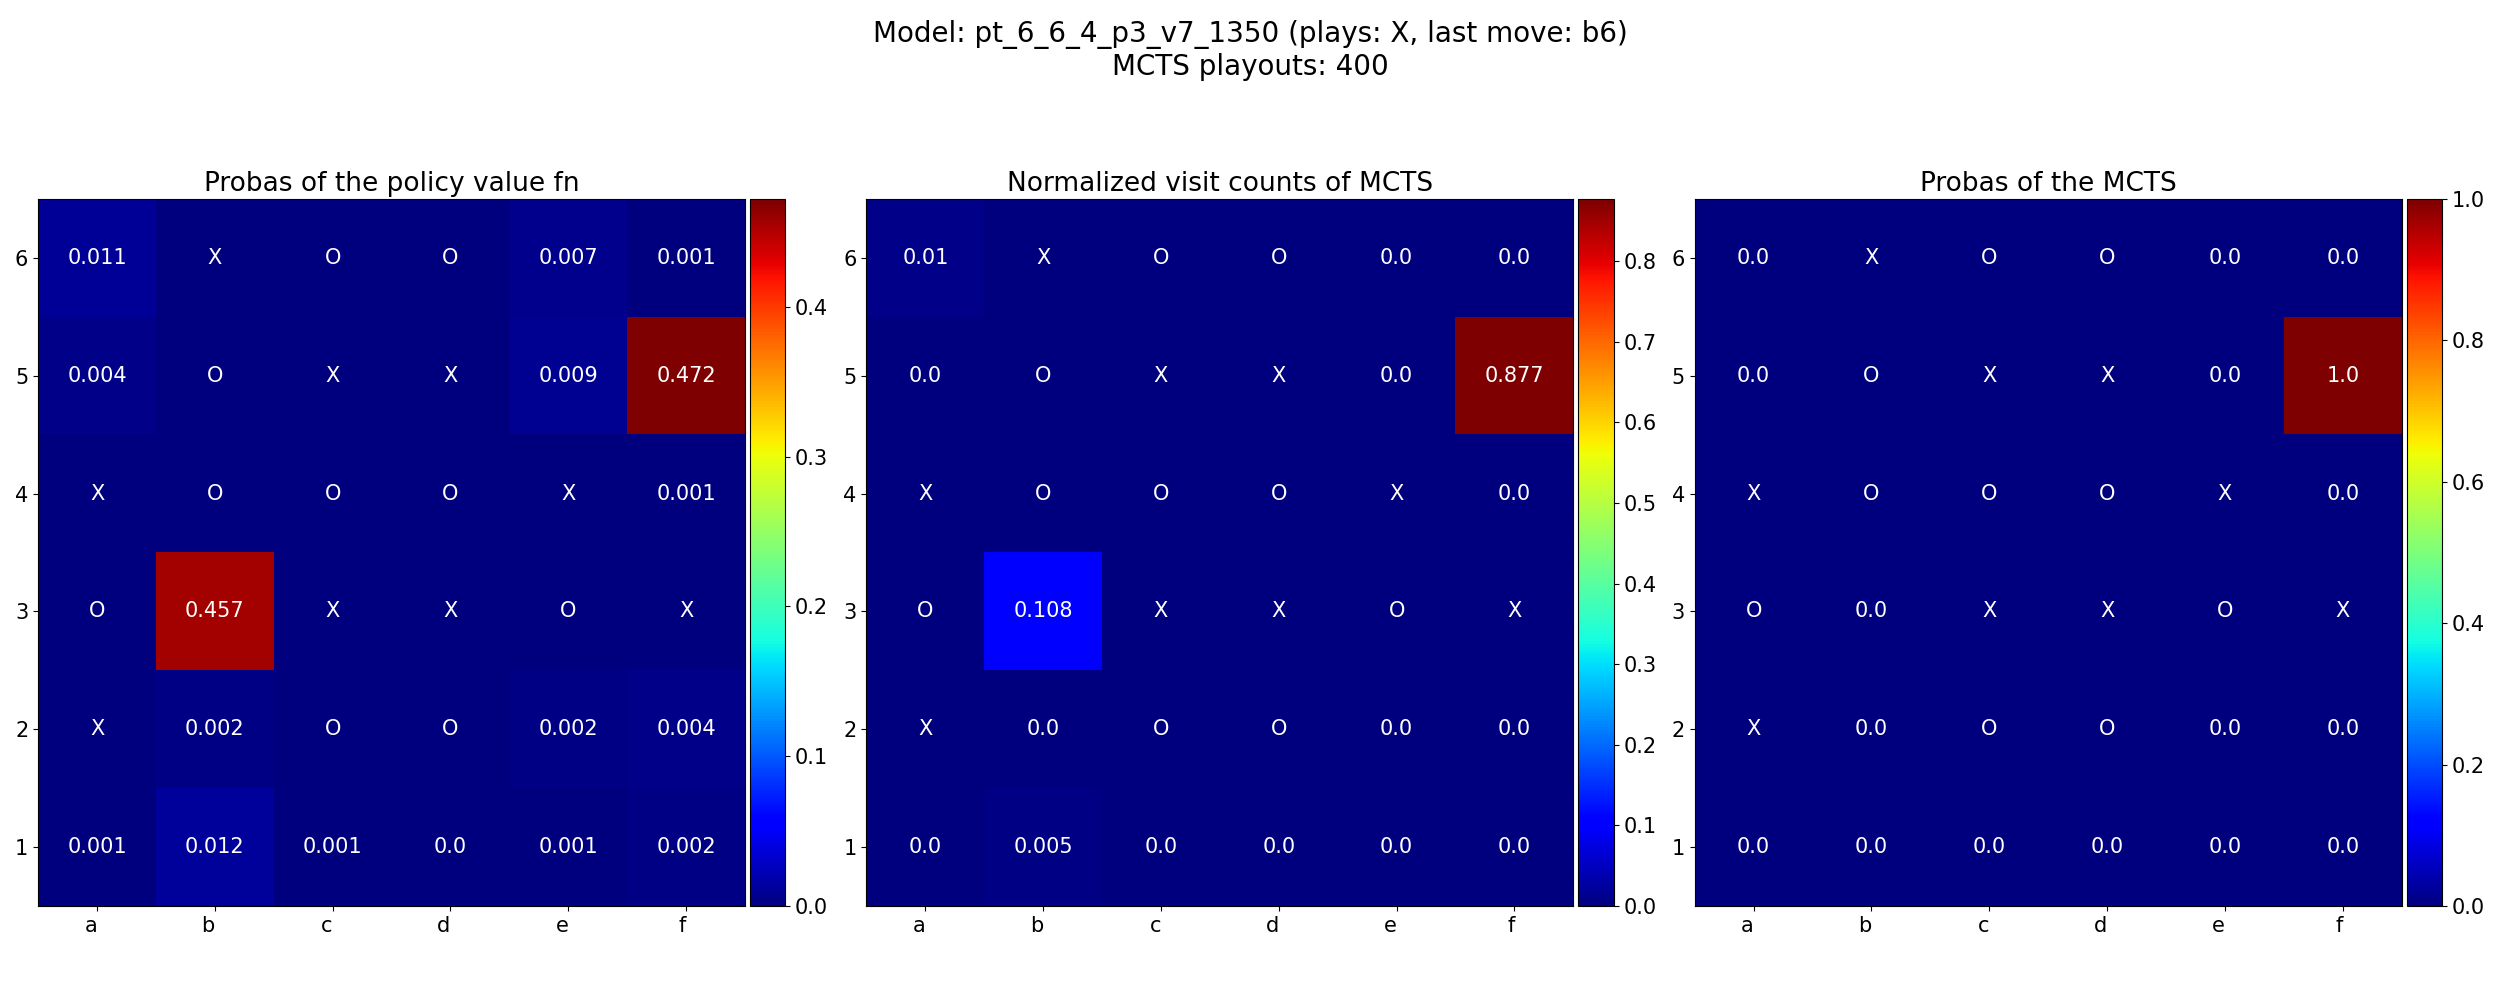 Model: pt_6_6_4_p3_v7_1350 (plays: X, last move: b6)
MCTS playouts: 400
Probas of the policy value fn
6 0.011 X O O 0.007 0.001
5 0.004 O X X 0.009 0.472
4 X O O O X 0.001
3 O 0.457 X X O X
2 X 0.002 O O 0.002 0.004
1 0.001 0.012 0.001 0.0 0.001 0.002
a b c d e f
0.4
0.3
0.2
0.1
0.0
Normalized visit counts of MCTS
6 0.01 X O O 0.0 0.0
5 0.0 O X X 0.0 0.877
4 X O O O X 0.0
3 O 0.108 X X O X
2 X 0.0 O O 0.0 0.0
1 0.0 0.005 0.0 0.0 0.0 0.0
a b c d e f
0.8
0.7
0.6
0.5
0.4
0.3
0.2
0.1
0.0
Probas of the MCTS
6 0.0 X O O 0.0 0.0
5 0.0 O X X 0.0 1.0
4 X O O O X 0.0
3 O 0.0 X X O X
2 X 0.0 O O 0.0 0.0
1 0.0 0.0 0.0 0.0 0.0 0.0
a b c d e f
1.0
0.8
0.6
0.4
0.2
0.0